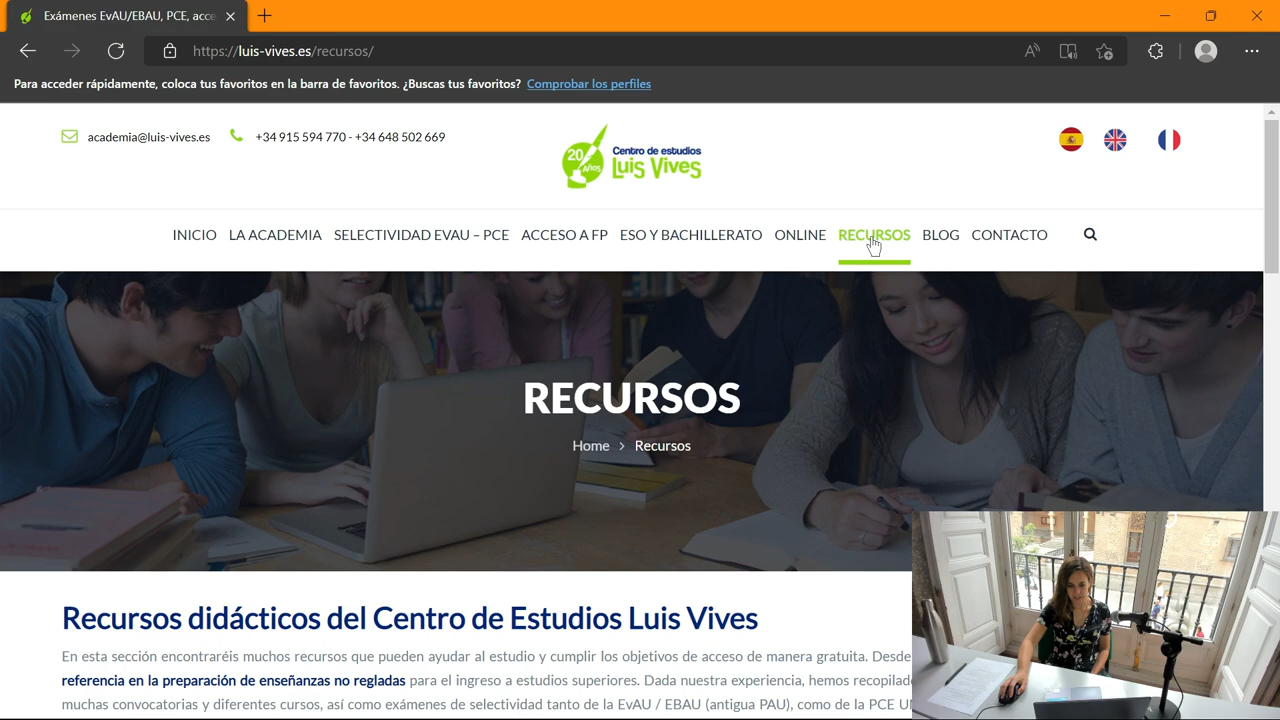 Exámenes EvAU/EBAU, PCE, acce
https://luis-vives.es/recursos/
Para acceder rápidamente, coloca tus favoritos en la barra de favoritos. ¿Buscas tus favoritos? Comprobar los perfiles
academia@luis-vives.es +34 915 594 770 - +34 648 502 669
20 Años
Centro de estudios
Luis Vives
INICIO LA ACADEMIA SELECTIVIDAD EVAU – PCE ACCESO A FP ESO Y BACHILLERATO ONLINE RECURSOS BLOG CONTACTO
RECURSOS
Home > Recursos
Recursos didácticos del Centro de Estudios Luis Vives
En esta sección encontraréis muchos recursos que pueden ayudar al estudio y cumplir los objetivos de acceso de manera gratuita. Desde
referencia en la preparación de enseñanzas no regladas para el ingreso a estudios superiores. Dada nuestra experiencia, hemos recopilad
muchas convocatorias y diferentes cursos, así como exámenes de selectividad tanto de la EvAU / EBAU (antigua PAU), como de la PCE U